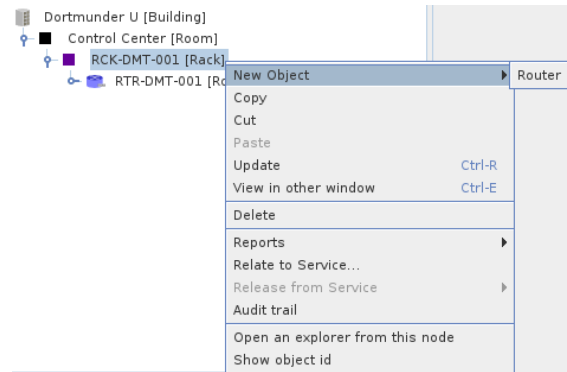 Dortmunder U [Building]
Control Center [Room]
RCK-DMT-001 [Rack]
RTR-DMT-001 [Ro
New Object
Router
Copy
Cut
Paste
Update Ctrl-R
View in other window Ctrl-E
Delete
Reports
Relate to Service...
Release from Service
Audit trail
Open an explorer from this node
Show object id